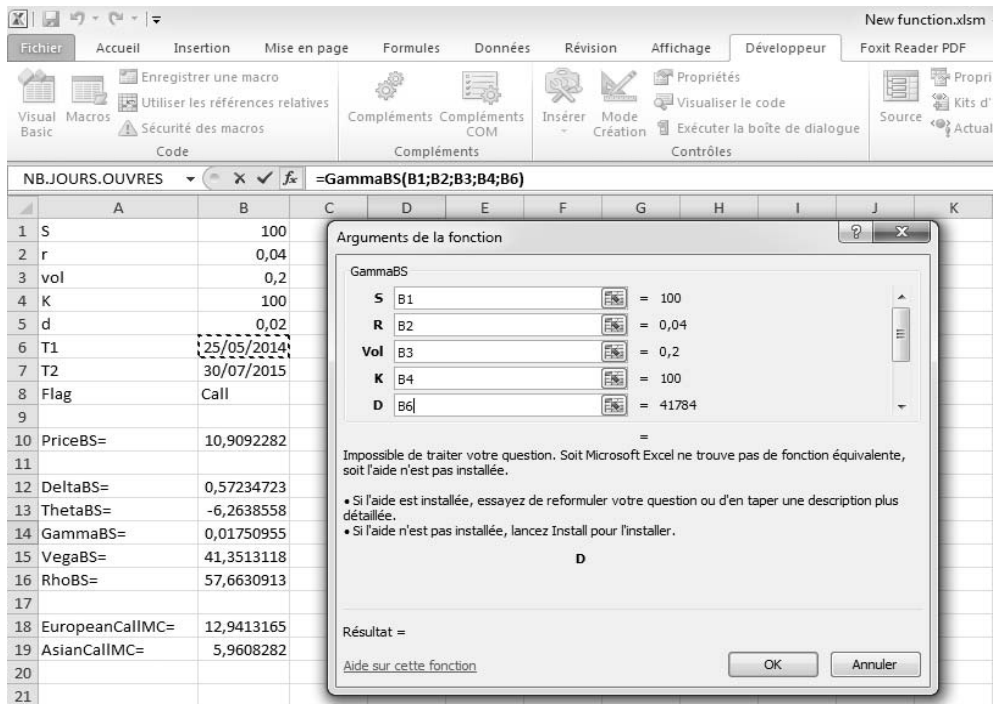 New function.xlsm
Fichier Accueil Insertion Mise en page Formules Données Révision Affichage Développeur Foxit Reader PDF
Visual Basic
Macros
Enregistrer une macro
Utiliser les références relatives
Sécurité des macros
Code
Compléments
Compléments COM
Compléments
Insérer
Mode Création
Propriétés
Visualiser le code
Exécuter la boîte de dialogue
Contrôles
Source
Propri
Kits d'
Actual
NB.JOURS.OUVRES fx =GammaBS(B1;B2;B3;B4;B6)
A B C D E F G H I J K
1 S 100
2 r 0,04
3 vol 0,2
4 K 100
5 d 0,02
6 T1 25/05/2014
7 T2 30/07/2015
8 Flag Call
9
10 PriceBS= 10,9092282
11
12 DeltaBS= 0,57234723
13 ThetaBS= -6,2638558
14 GammaBS= 0,01750955
15 VegaBS= 41,3513118
16 RhoBS= 57,6630913
17
18 EuropeanCallMC= 12,9413165
19 AsianCallMC= 5,9608282
20
21
Arguments de la fonction
GammaBS
S B1 = 100
R B2 = 0,04
Vol B3 = 0,2
K B4 = 100
D B6 = 41784
=
Impossible de traiter votre question. Soit Microsoft Excel ne trouve pas de fonction équivalente,
soit l'aide n'est pas installée.
• Si l'aide est installée, essayez de reformuler votre question ou d'en taper une description plus
détaillée.
• Si l'aide n'est pas installée, lancez Install pour l'installer.
D
Résultat =
Aide sur cette fonction
OK Annuler